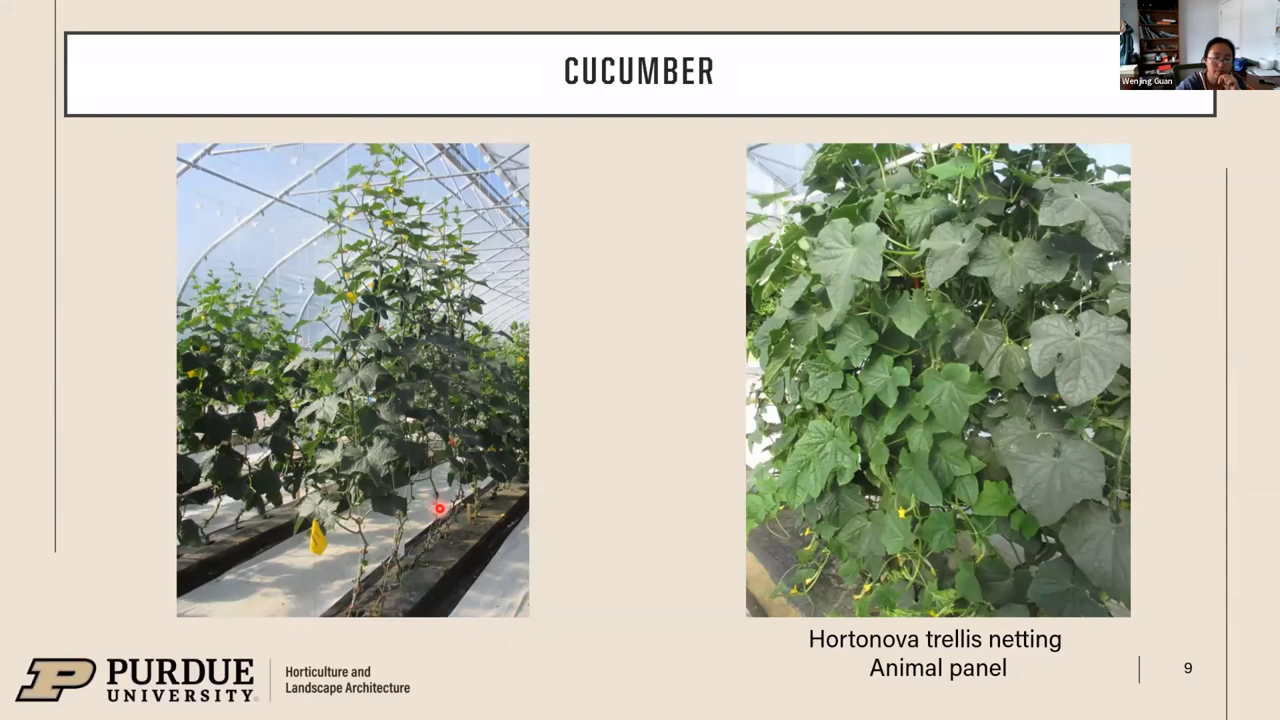 CUCUMBER
Wenjing Guan
Hortonova trellis netting
Animal panel
PURDUE
UNIVERSITY®
Horticulture and
Landscape Architecture
9